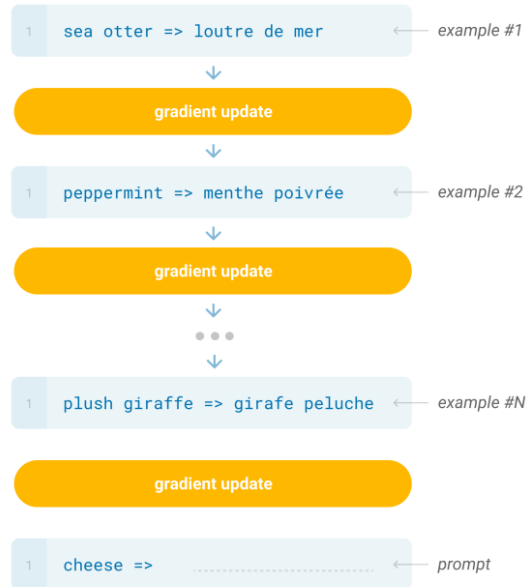 1 sea otter => loutre de mer example #1
gradient update
1 peppermint => menthe poivrée example #2
gradient update
1 plush giraffe => girafe peluche example #N
gradient update
1 cheese => prompt